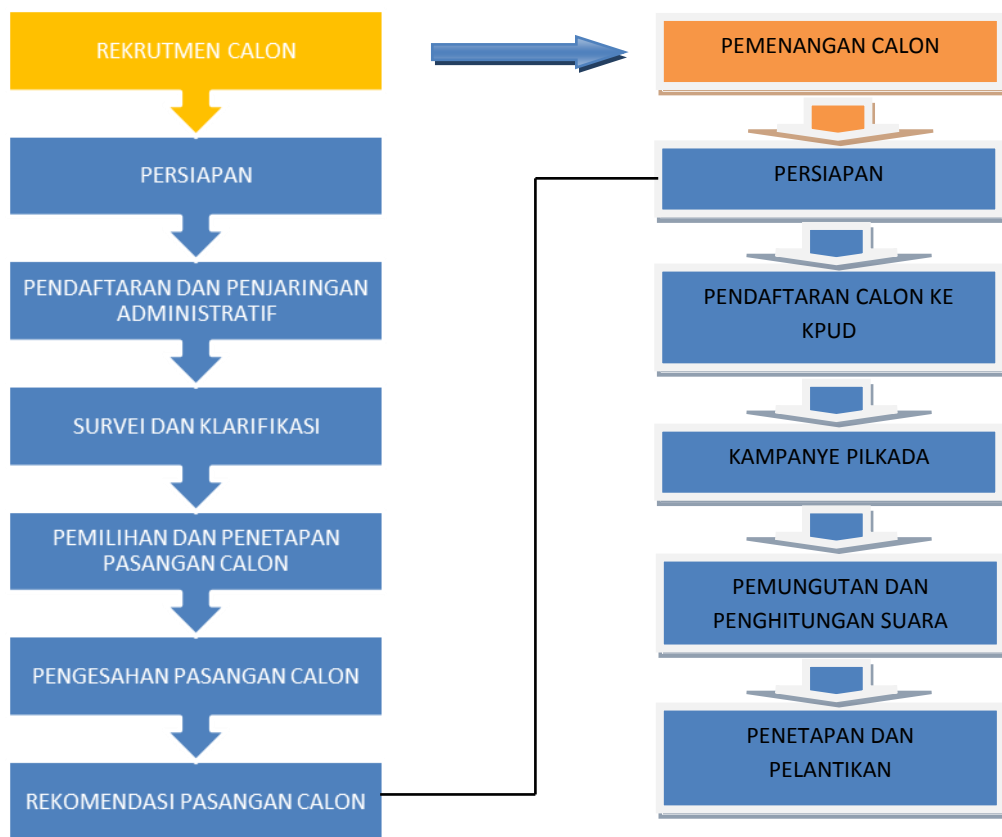 REKRUTMEN CALON
PERSIAPAN
PENDAFTARAN DAN PENJARINGAN
ADMINISTRATIF
SURVEI DAN KLARIFIKASI
PEMILIHAN DAN PENETAPAN
PASANGAN CALON
PENGESAHAN PASANGAN CALON
REKOMENDASI PASANGAN CALON
PEMENANGAN CALON
PERSIAPAN
PENDAFTARAN CALON KE
KPUD
KAMPANYE PILKADA
PEMUNGUTAN DAN
PENGHITUNGAN SUARA
PENETAPAN DAN
PELANTIKAN